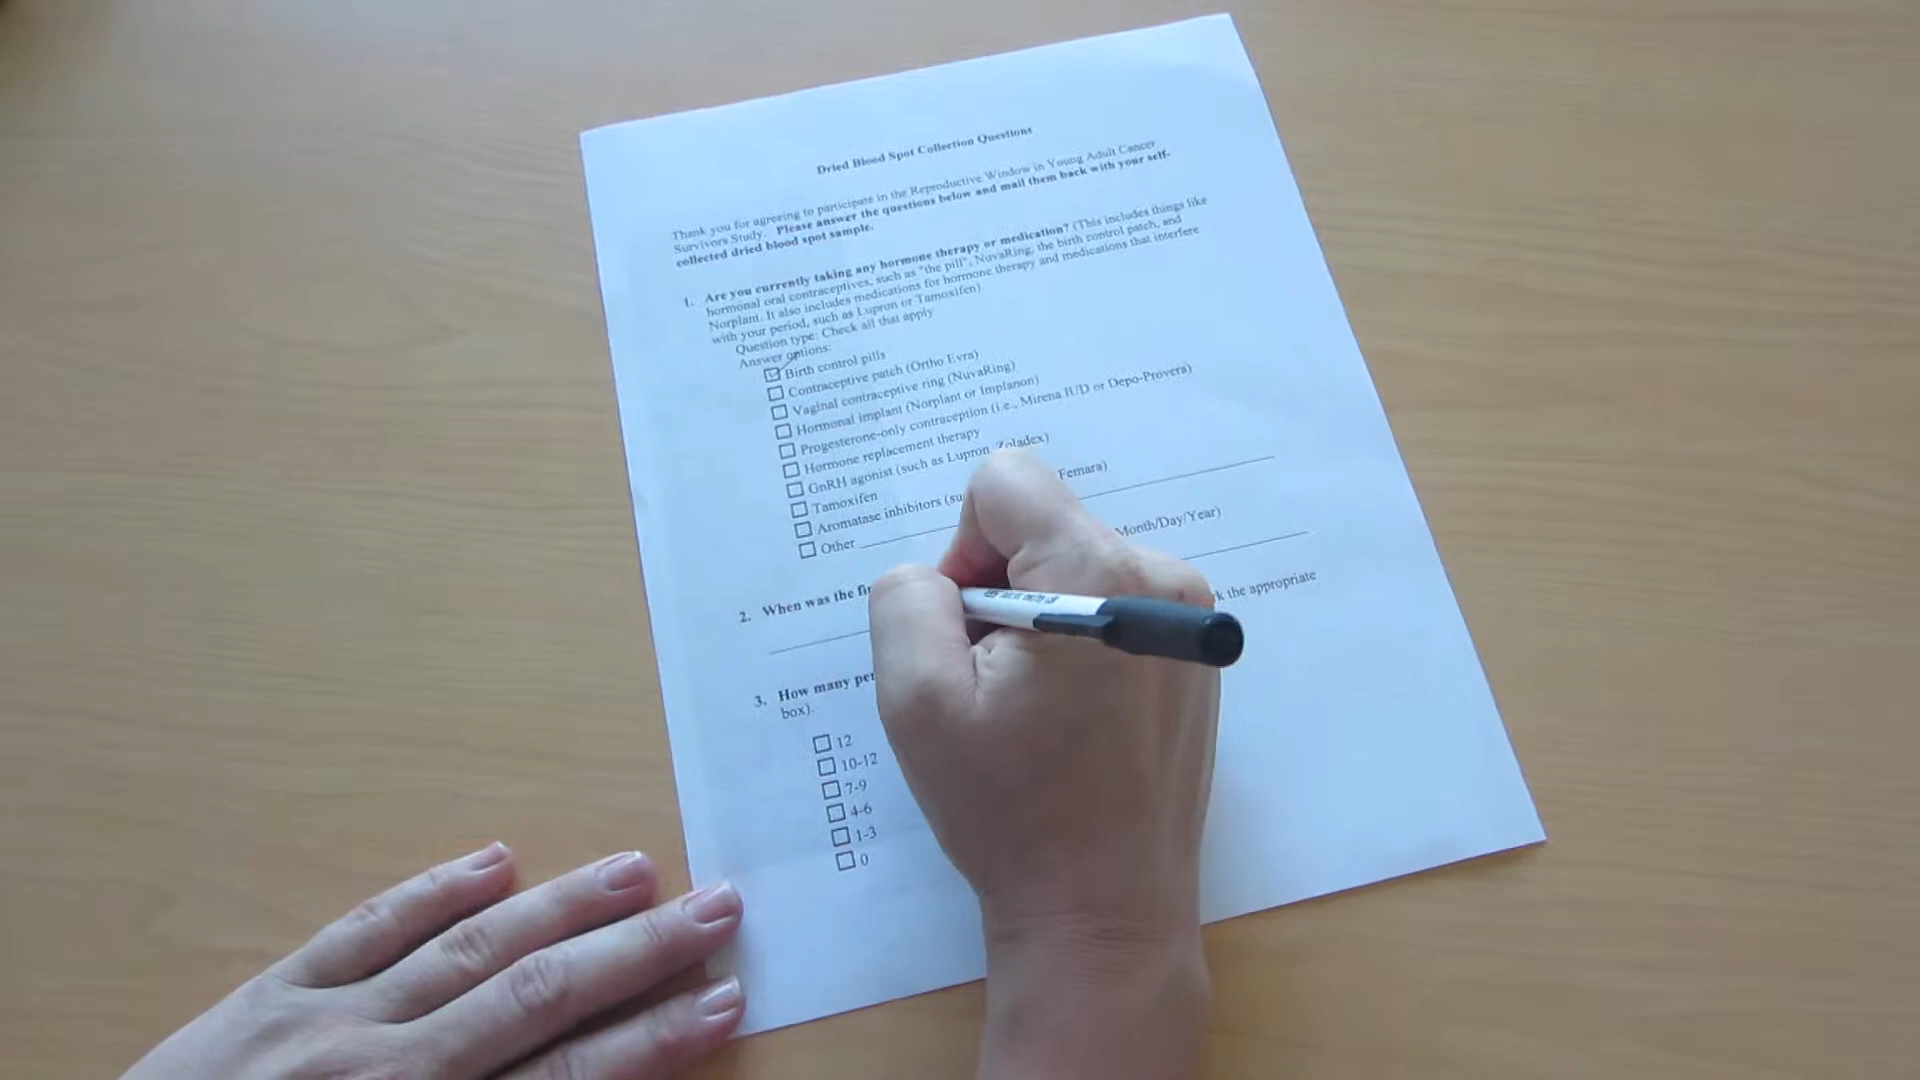 Dried Blood Spot Collection Questions
Thank you for agreeing to participate in the Reproductive Window in Young Adult Cancer
Survivors Study. Please answer the questions below and mail them back with your self-
collected dried blood spot sample.
1. Are you currently taking any hormone therapy or medication? (This includes things like
hormonal oral contraceptives, such as "the pill", NuvaRing, the birth control patch, and
Norplant. It also includes medications for hormone therapy and medications that interfere
with your period, such as Lupron or Tamoxifen)
Question type: Check all that apply
Answer options:
Birth control pills
Contraceptive patch (Ortho Evra)
Vaginal contraceptive ring (NuvaRing)
Hormonal implant (Norplant or Implanon)
Progesterone-only contraception (i.e., Mirena IUD or Depo-Provera)
Hormone replacement therapy
GnRH agonist (such as Lupron, Zoladex)
Tamoxifen
Aromatase inhibitors (su Femara)
Other
2. When was the fir Month/Day/Year)
3. How many per k the appropriate
box).
12
10-12
7-9
4-6
1-3
0